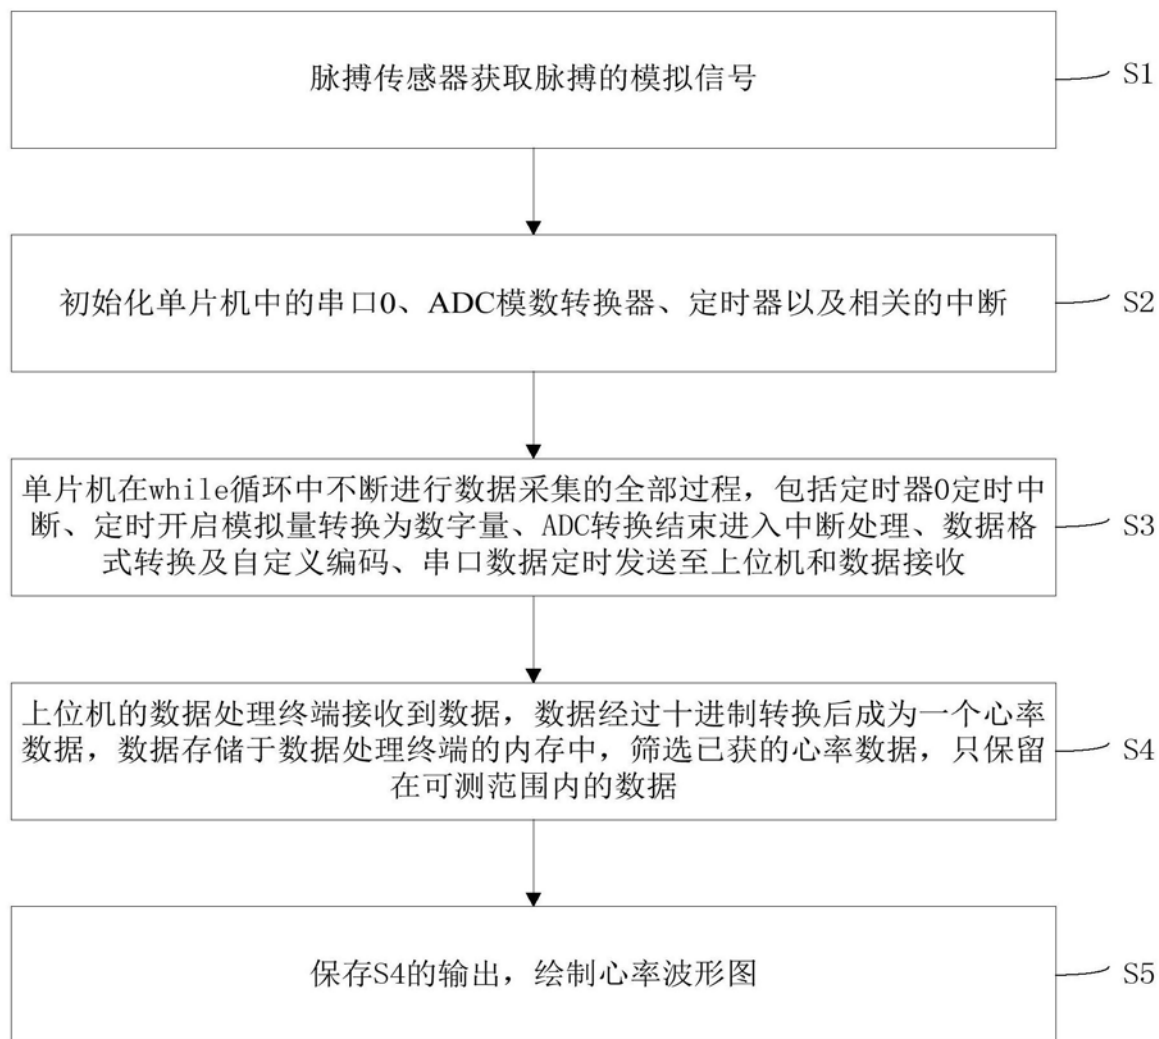 脉搏传感器获取脉搏的模拟信号
S1
初始化单片机中的串口0、ADC模数转换器、定时器以及相关的中断
S2
单片机在while循环中不断进行数据采集的全部过程，包括定时器0定时中
断、定时开启模拟量转换为数字量、ADC转换结束进入中断处理、数据格
式转换及自定义编码、串口数据定时发送至上位机和数据接收
S3
上位机的数据处理终端接收到数据，数据经过十进制转换后成为一个心率
数据，数据存储于数据处理终端的内存中，筛选已获的心率数据，只保留
在可测范围内的数据
S4
保存S4的输出，绘制心率波形图
S5